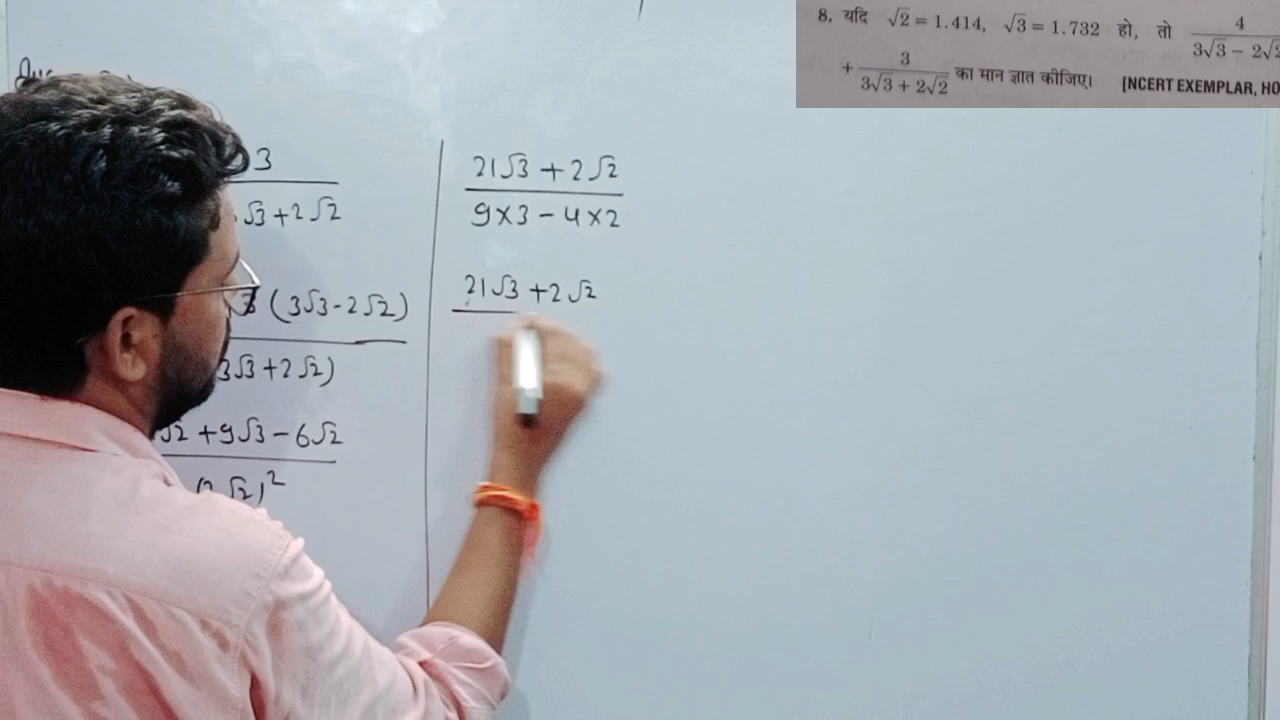 8. यदि √2 = 1.414, √3 = 1.732 हो, तो 4
3√3 − 2√2
+ 3 / 3√3 + 2√2 का मान ज्ञात कीजिए। [NCERT EXEMPLAR, HO
3
√3 + 2√2
(3√3 - 2√2)
3√3 + 2√2)
√2 + 9√3 − 6√2
√2)²
21√3 + 2√2
9×3 − 4×2
21√3 + 2√2